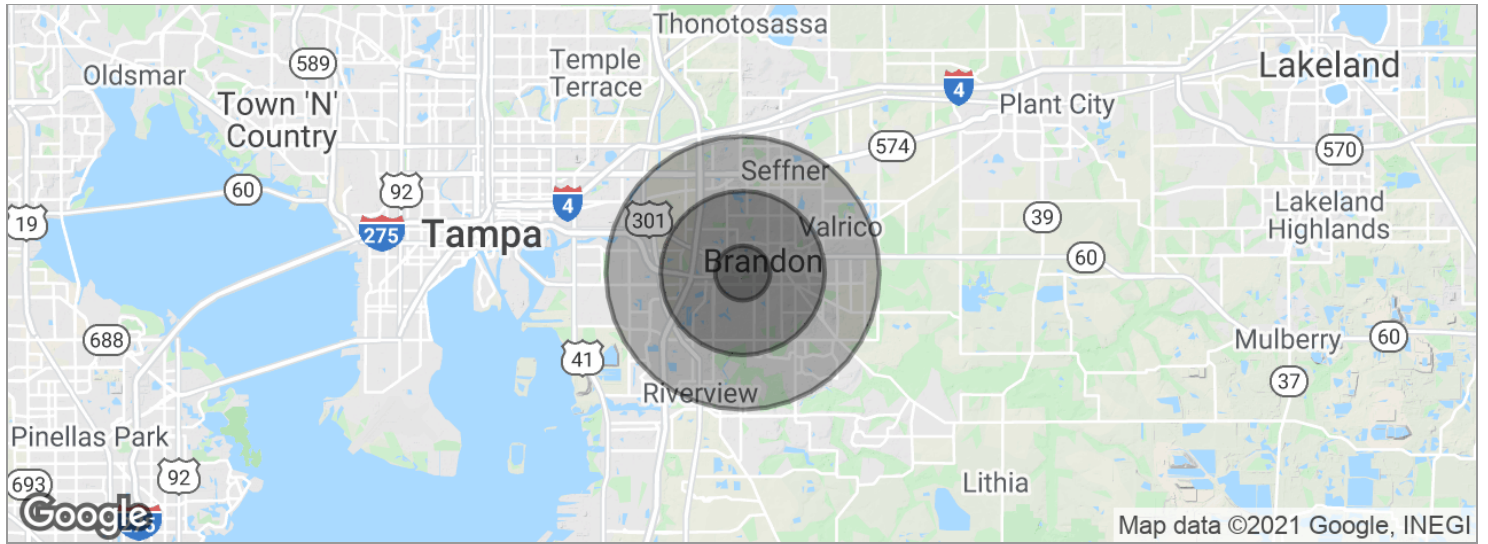 Thonotosassa
589
Temple
Terrace
Oldsmar
Lakeland
4
Town 'N'
Country
Plant City
574
570
Seffner
60
92
4
Lakeland
Highlands
19
301
39
Valrico
275
Tampa
Brandon
60
688
Mulberry
60
41
37
Riverview
Pinellas Park
92
693
Lithia
Google
275
Map data ©2021 Google, INEGI